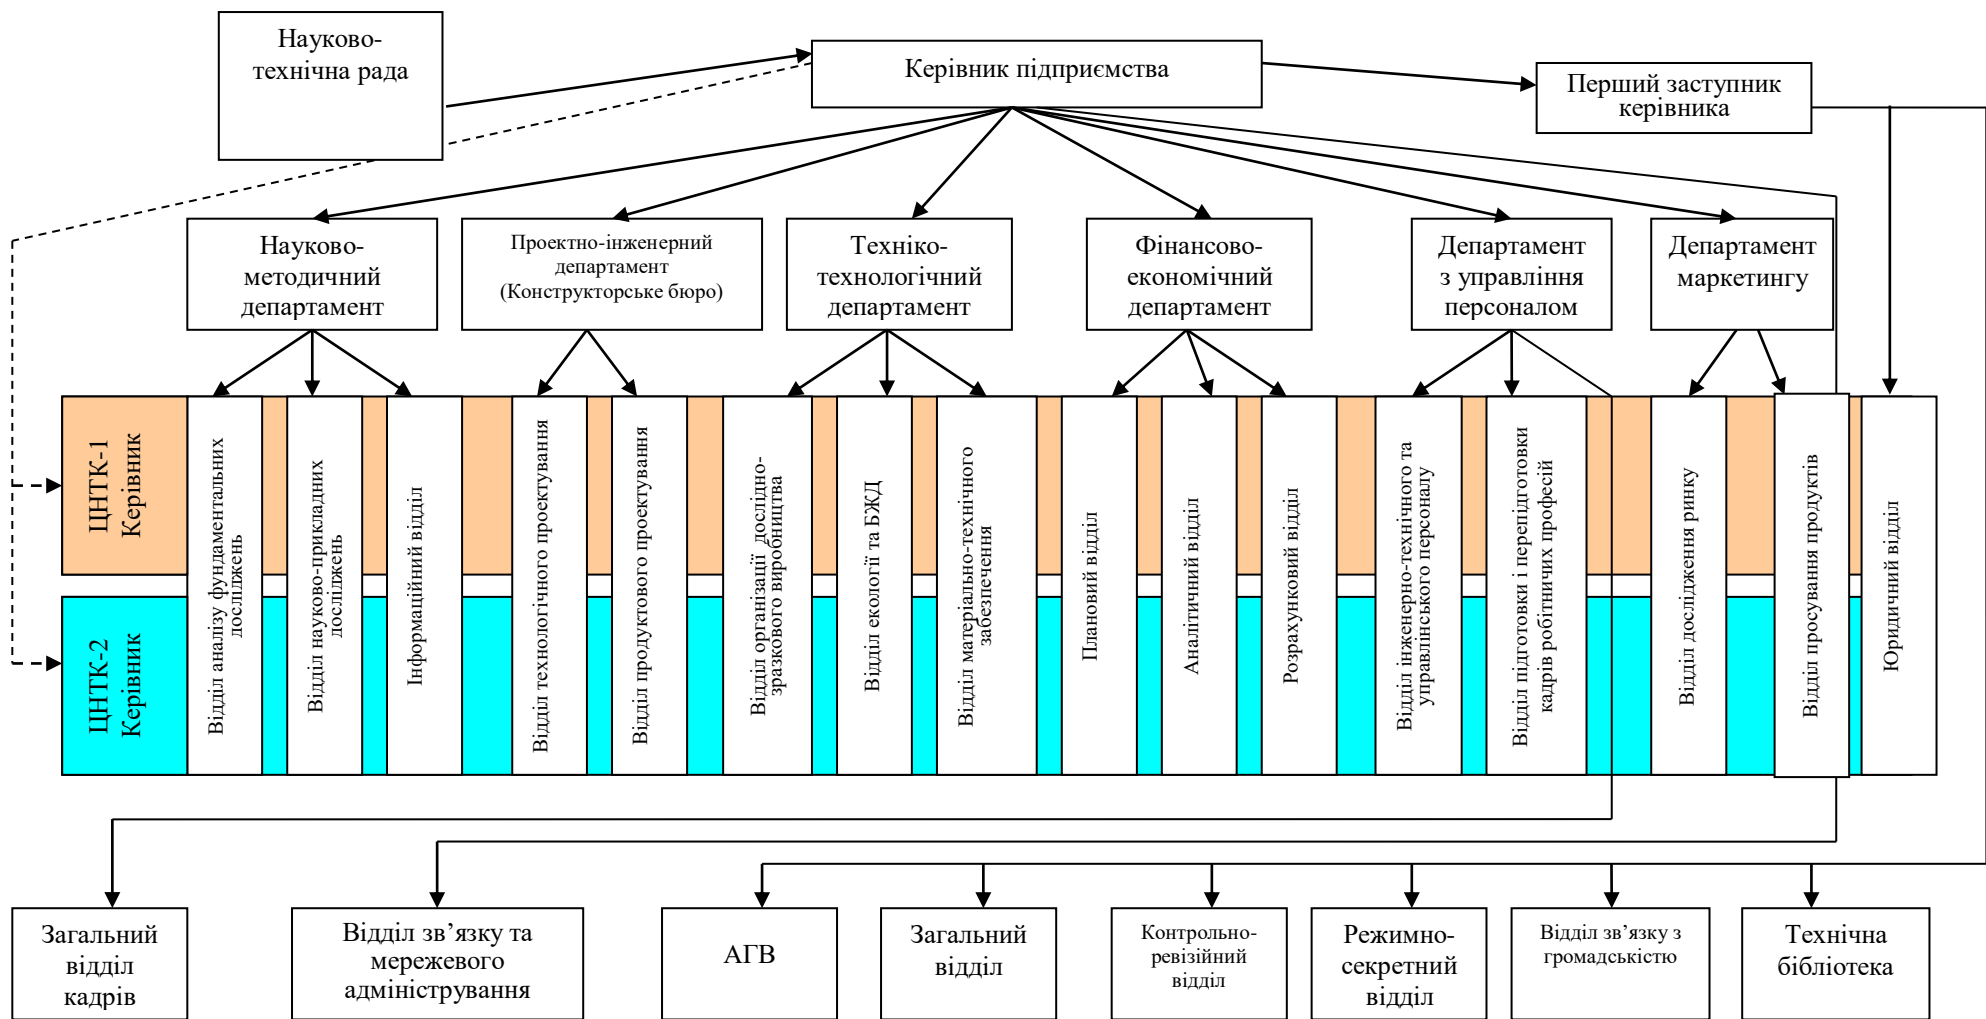 Науково-
технічна рада
Керівник підприємства
Перший заступник
керівника
Науково-
методичний
департамент
Проектно-інженерний
департамент
(Конструкторське бюро)
Техніко-
технологічний
департамент
Фінансово-
економічний
департамент
Департамент
з управління
персоналом
Департамент
маркетингу
ЦНТК-1
Керівник
ЦНТК-2
Керівник
Відділ аналізу фундаментальних
досліджень
Відділ науково-прикладних
досліджень
Інформаційний відділ
Відділ технологічного проектування
Відділ продуктового проектування
Відділ організації дослідно-
зразкового виробництва
Відділ екології та БЖД
Відділ матеріально-технічного
забезпечення
Плановий відділ
Аналітичний відділ
Розрахунковий відділ
Відділ інженерно-технічного та
управлінського персоналу
Відділ підготовки і перепідготовки
кадрів робітничих професій
Відділ дослідження ринку
Відділ просування продуктів
Юридичний відділ
Загальний
відділ
кадрів
Відділ зв’язку та
мережевого
адміністрування
АГВ
Загальний
відділ
Контрольно-
ревізійний
відділ
Режимно-
секретний
відділ
Відділ зв’язку з
громадськістю
Технічна
бібліотека